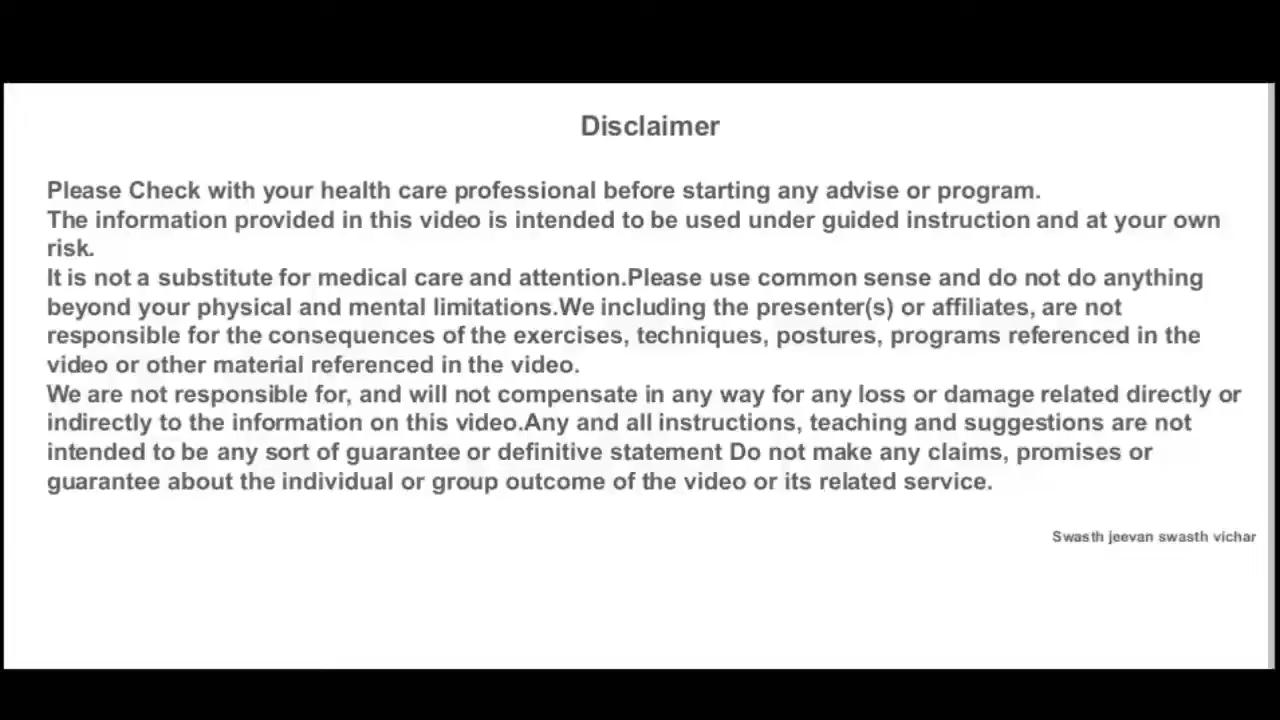 Disclaimer
Please Check with your health care professional before starting any advise or program.
The information provided in this video is intended to be used under guided instruction and at your own
risk.
It is not a substitute for medical care and attention.Please use common sense and do not do anything
beyond your physical and mental limitations.We including the presenter(s) or affiliates, are not
responsible for the consequences of the exercises, techniques, postures, programs referenced in the
video or other material referenced in the video.
We are not responsible for, and will not compensate in any way for any loss or damage related directly or
indirectly to the information on this video.Any and all instructions, teaching and suggestions are not
intended to be any sort of guarantee or definitive statement Do not make any claims, promises or
guarantee about the individual or group outcome of the video or its related service.
Swasth jeevan swasth vichar